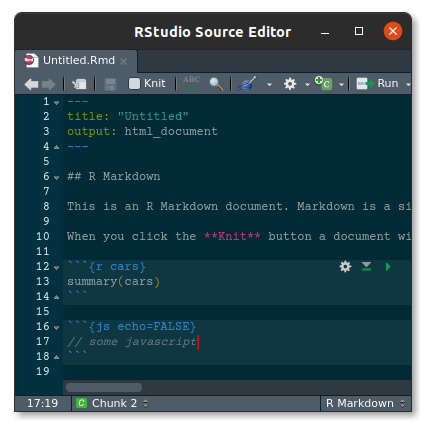 RStudio Source Editor
Untitled.Rmd
Knit ABC Run
1 ---
2 title: "Untitled"
3 output: html_document
4 ---
5
6 ## R Markdown
7
8 This is an R Markdown document. Markdown is a si
9
10 When you click the **Knit** button a document wi
11
12 ```{r cars}
13 summary(cars)
14 ```
15
16 ```{js echo=FALSE}
17 // some javascript
18 ```
19
17:19 C Chunk 2 R Markdown